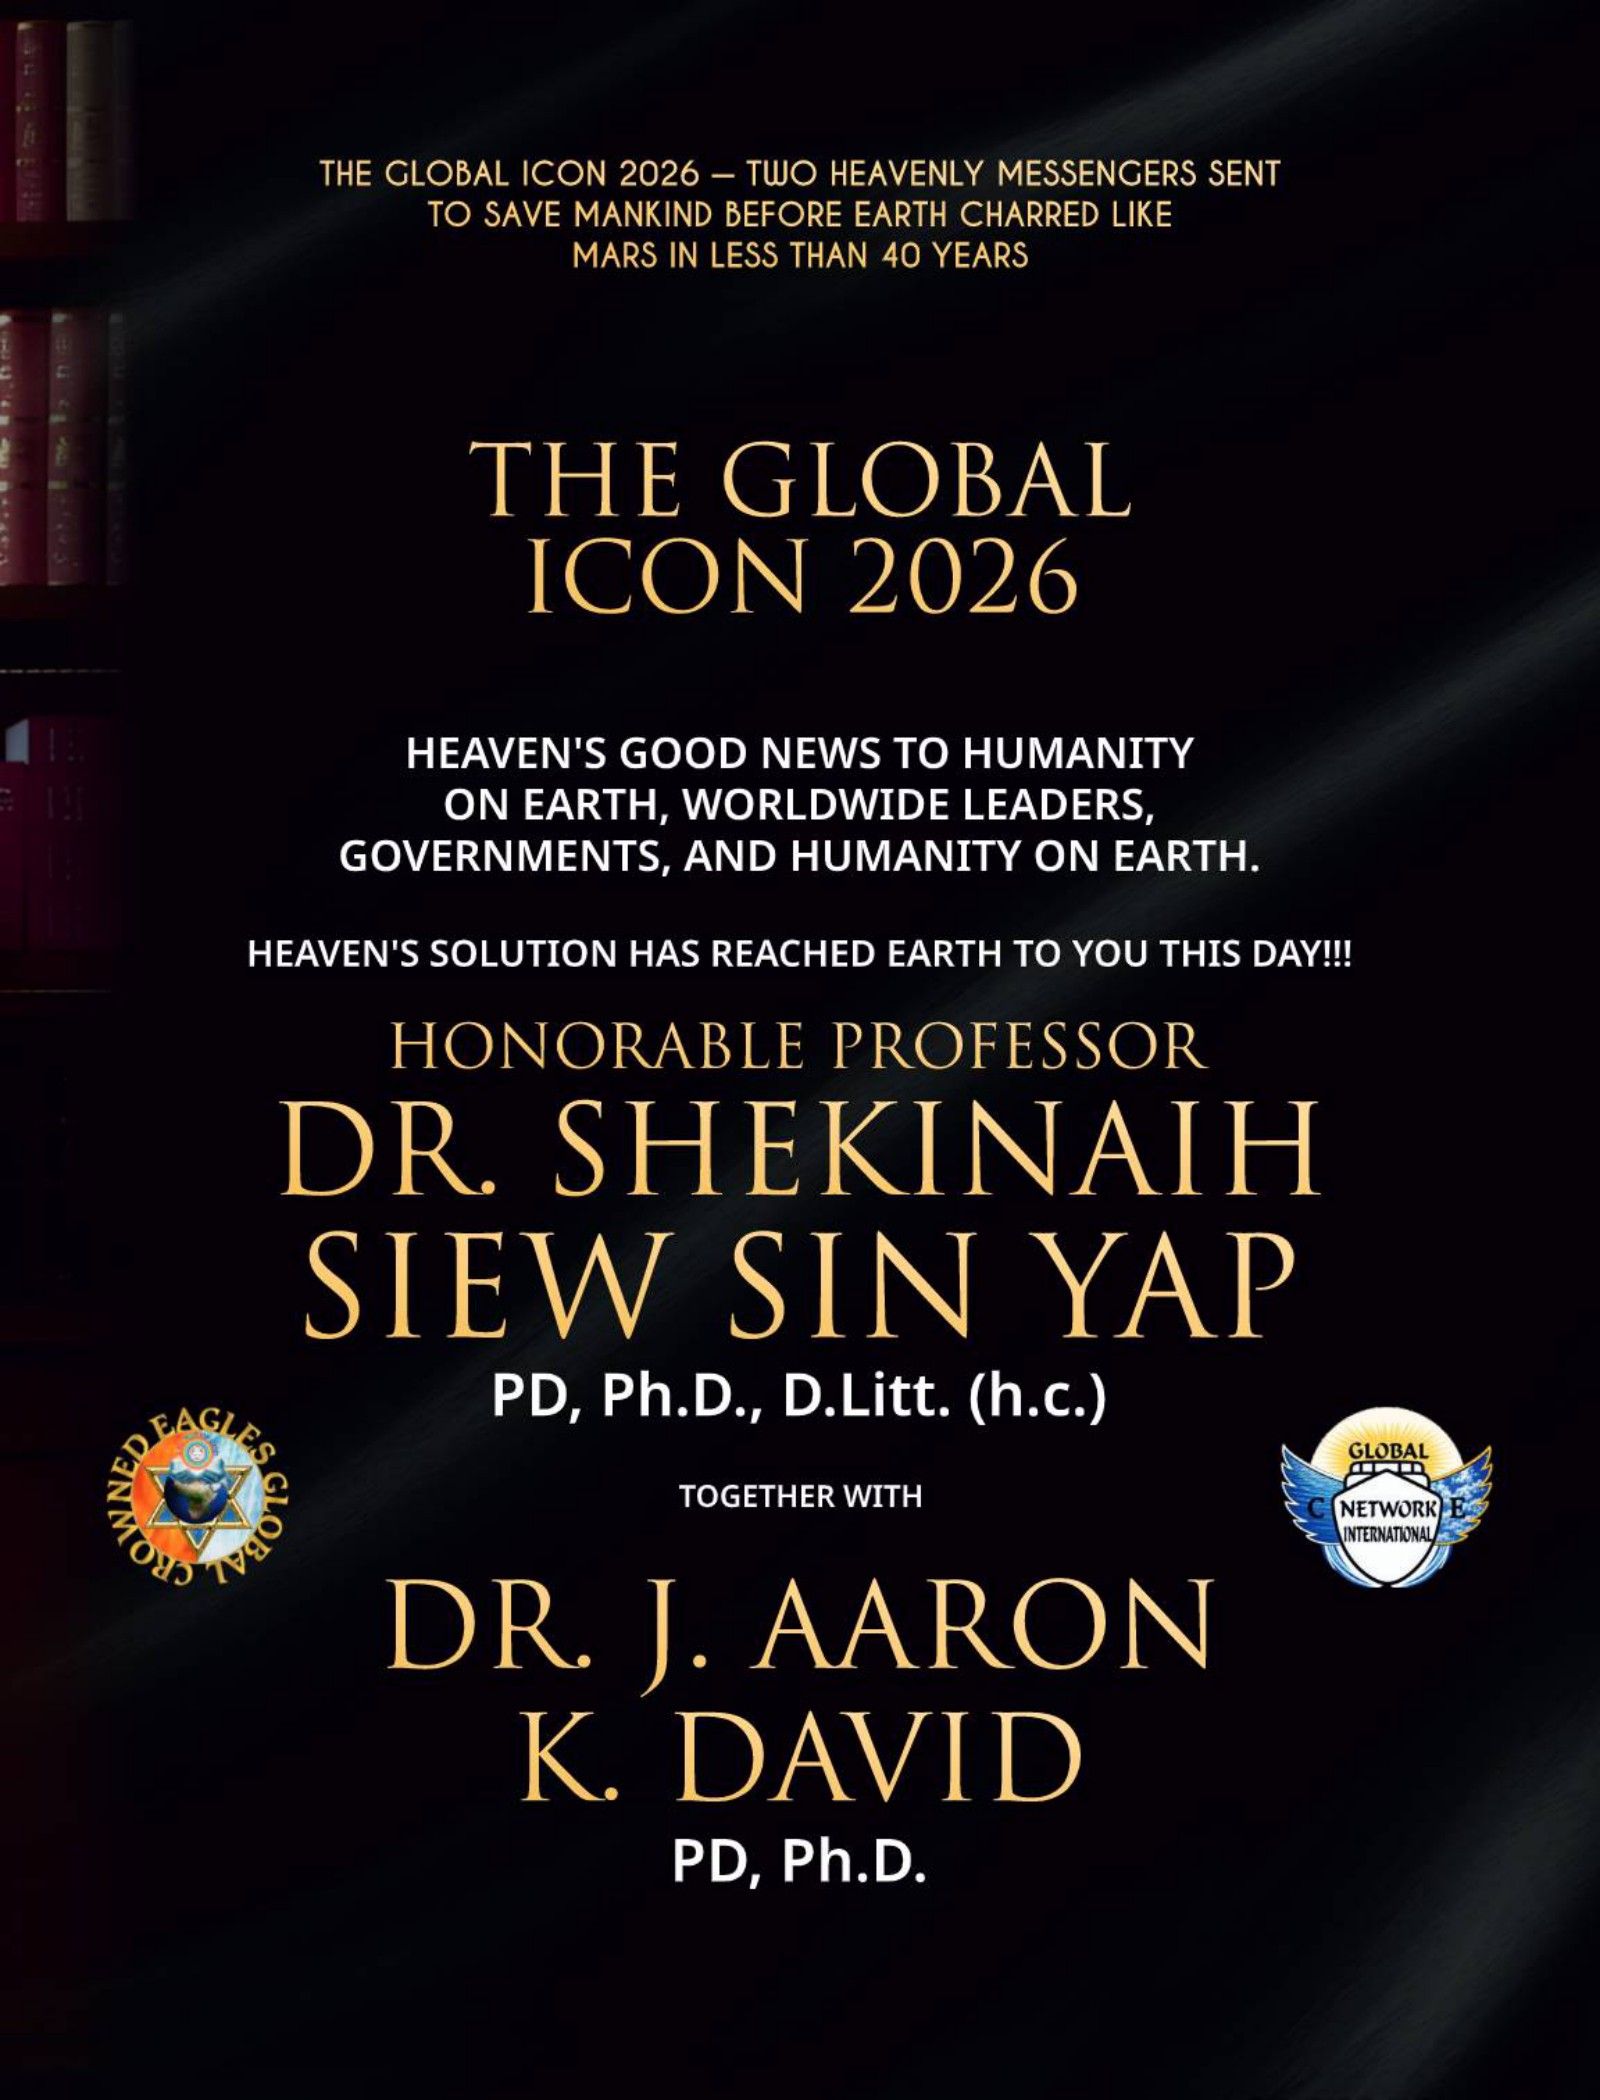 THE GLOBAL ICON 2026 – TWO HEAVENLY MESSENGERS SENT
TO SAVE MANKIND BEFORE EARTH CHARRED LIKE
MARS IN LESS THAN 40 YEARS
THE GLOBAL
ICON 2026
HEAVEN'S GOOD NEWS TO HUMANITY
ON EARTH, WORLDWIDE LEADERS,
GOVERNMENTS, AND HUMANITY ON EARTH.
HEAVEN'S SOLUTION HAS REACHED EARTH TO YOU THIS DAY!!!
HONORABLE PROFESSOR
DR. SHEKINAIH
SIEW SIN YAP
PD, Ph.D., D.Litt. (h.c.)
CROWNED EAGLES GLOBAL
GLOBAL
C NETWORK E
INTERNATIONAL
TOGETHER WITH
DR. J. AARON
K. DAVID
PD, Ph.D.